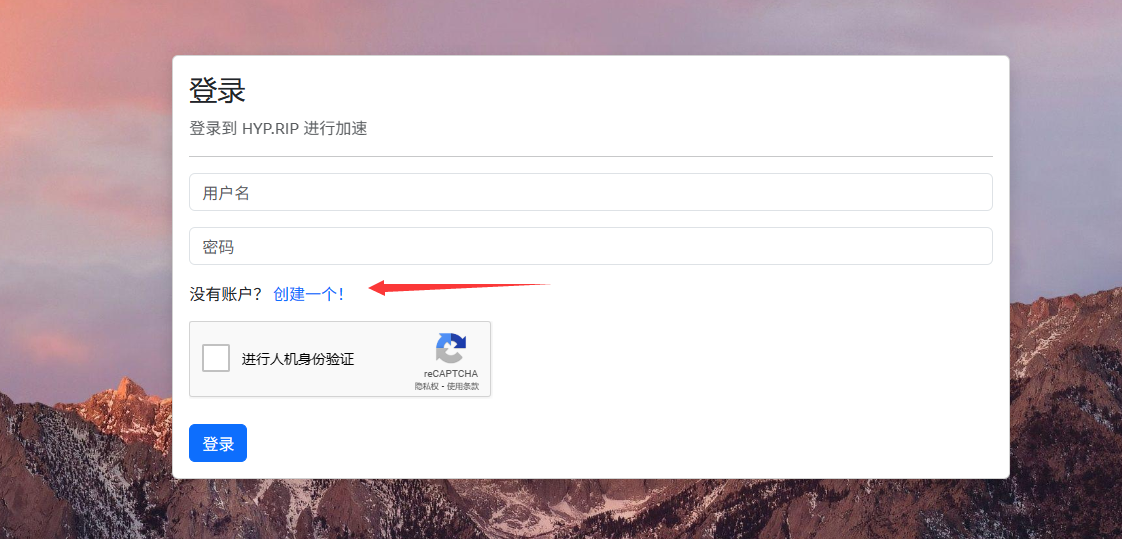 登录
登录到 HYP.RIP 进行加速
用户名
密码
没有账户？ 创建一个！
进行人机身份验证
reCAPTCHA
隐私权 - 使用条款
登录